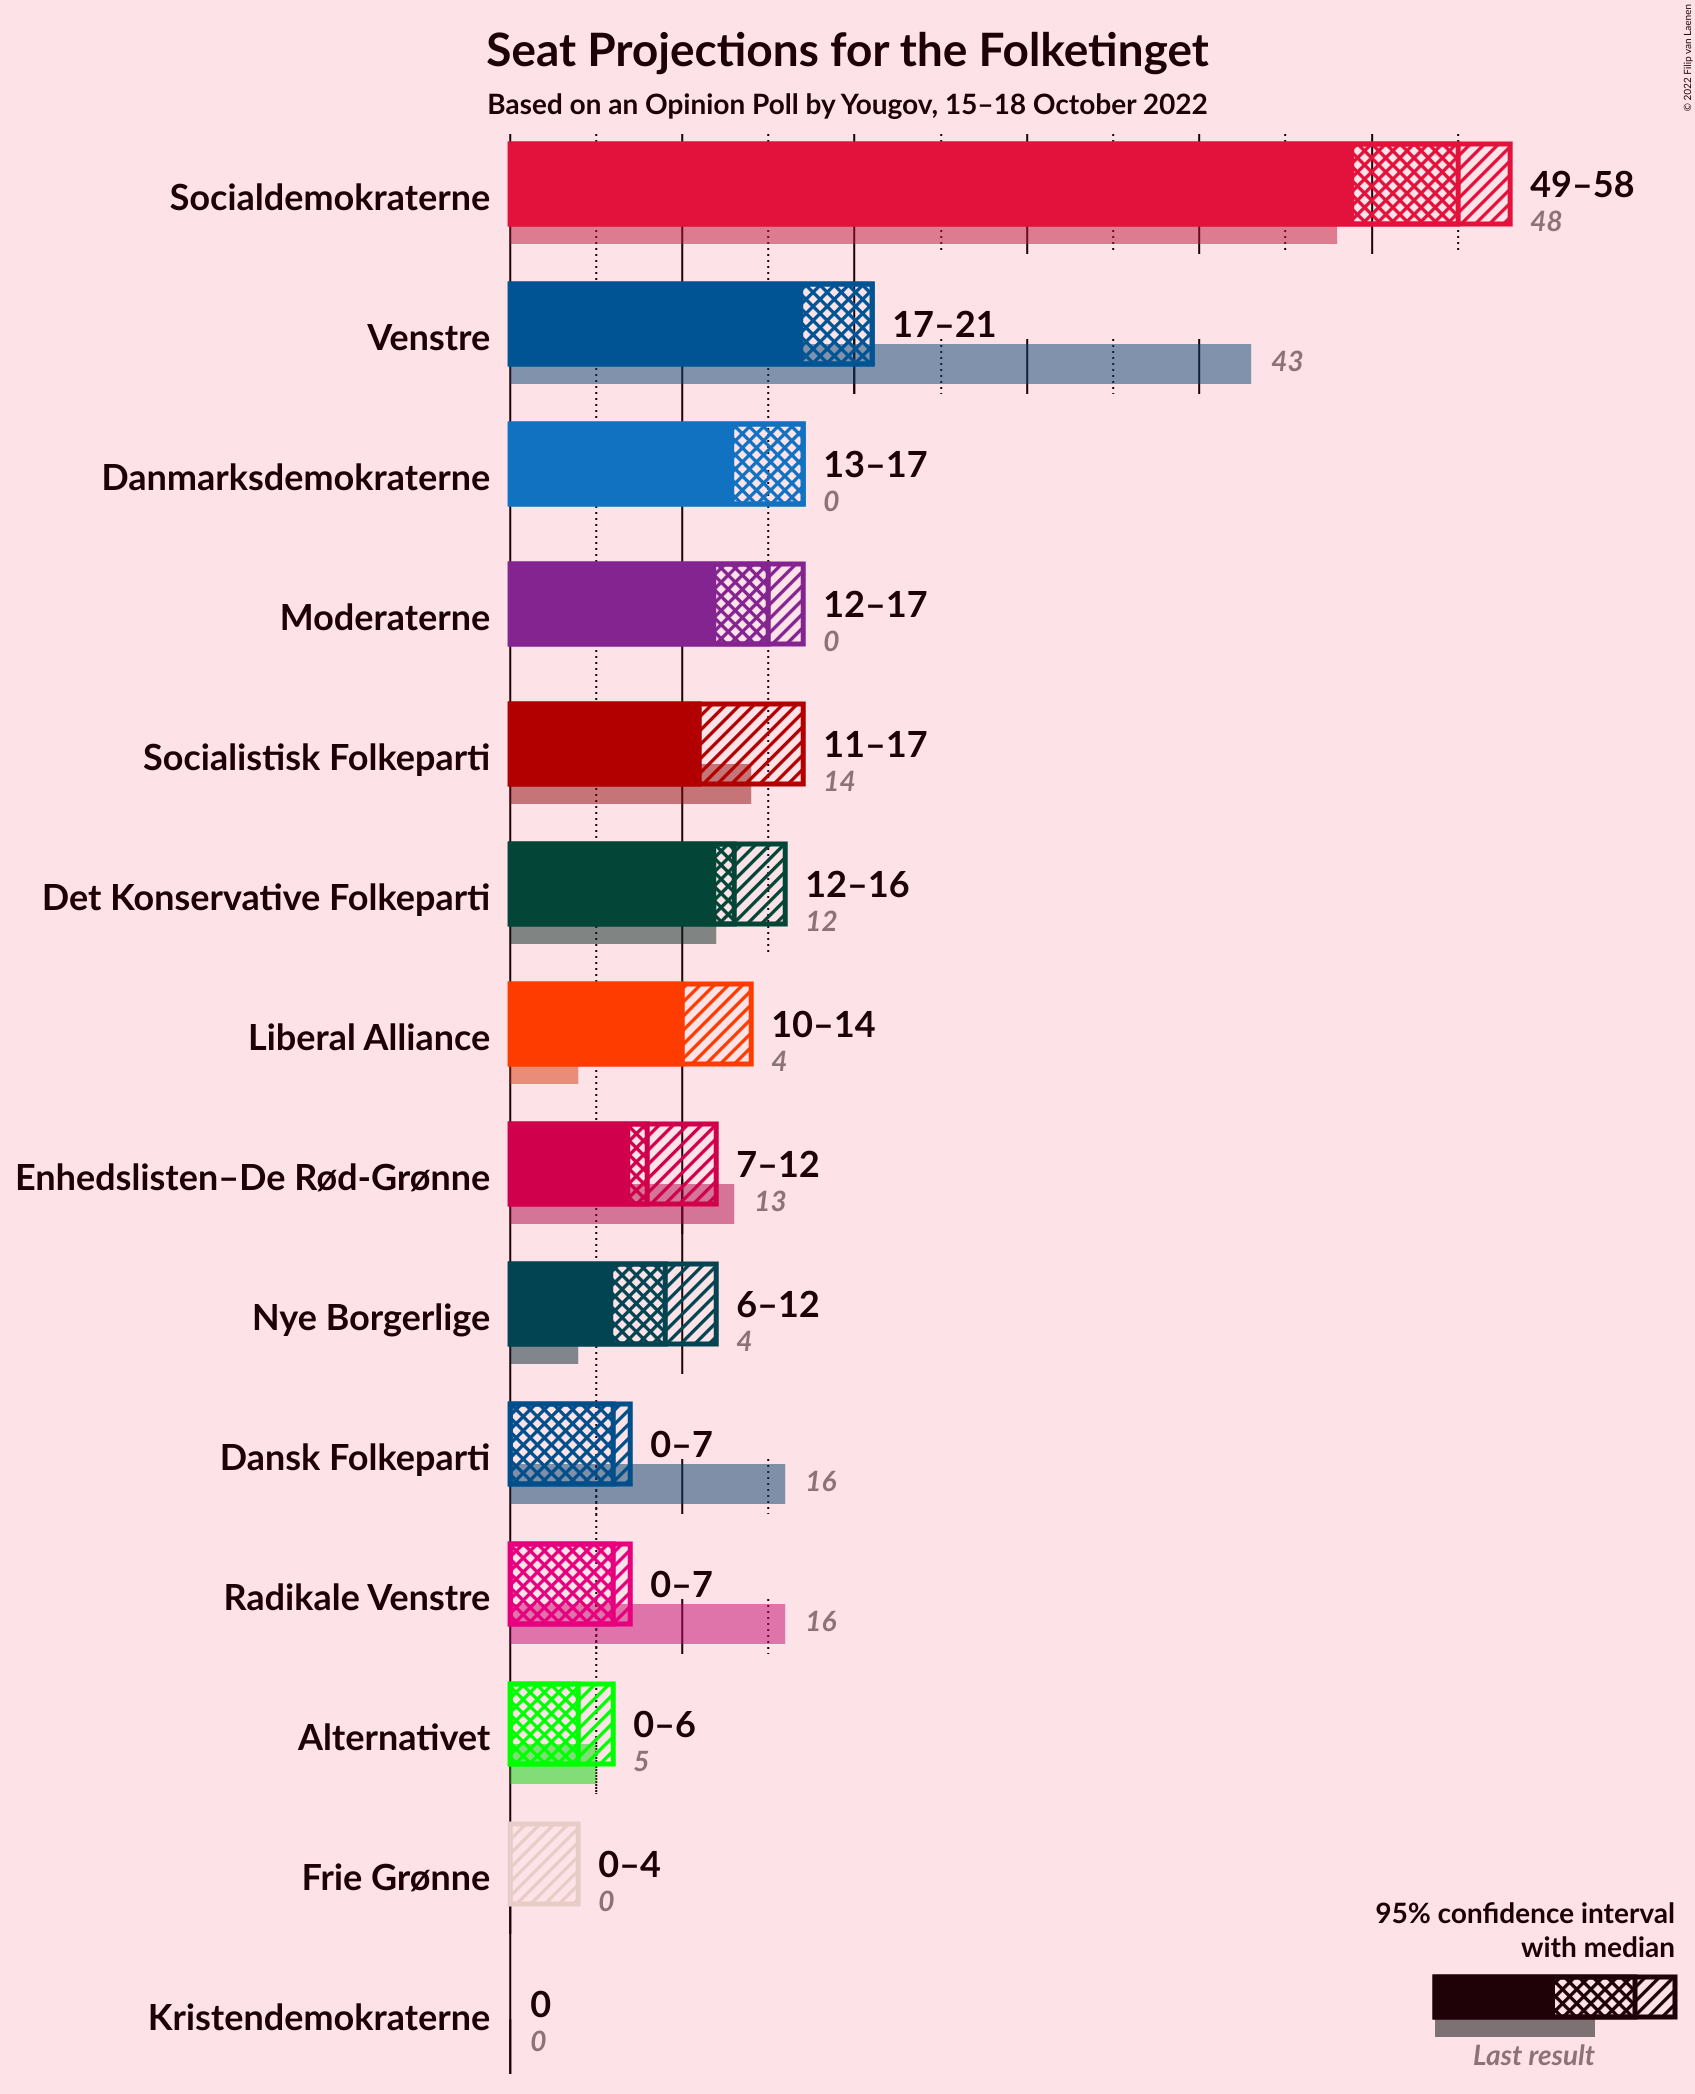 Seat Projections for the Folketinget
Based on an Opinion Poll by Yougov, 15–18 October 2022
© 2022 Filip van Laenen
Socialdemokraterne
49–58
48
Venstre
17–21
43
Danmarksdemokraterne
13–17
0
Moderaterne
12–17
0
Socialistisk Folkeparti
11–17
14
Det Konservative Folkeparti
12–16
12
Liberal Alliance
10–14
4
Enhedslisten–De Rød-Grønne
7–12
13
Nye Borgerlige
6–12
4
Dansk Folkeparti
0–7
16
Radikale Venstre
0–7
16
Alternativet
0–6
5
Frie Grønne
0–4
0
Kristendemokraterne
0
0
95% confidence interval
with median
Last result